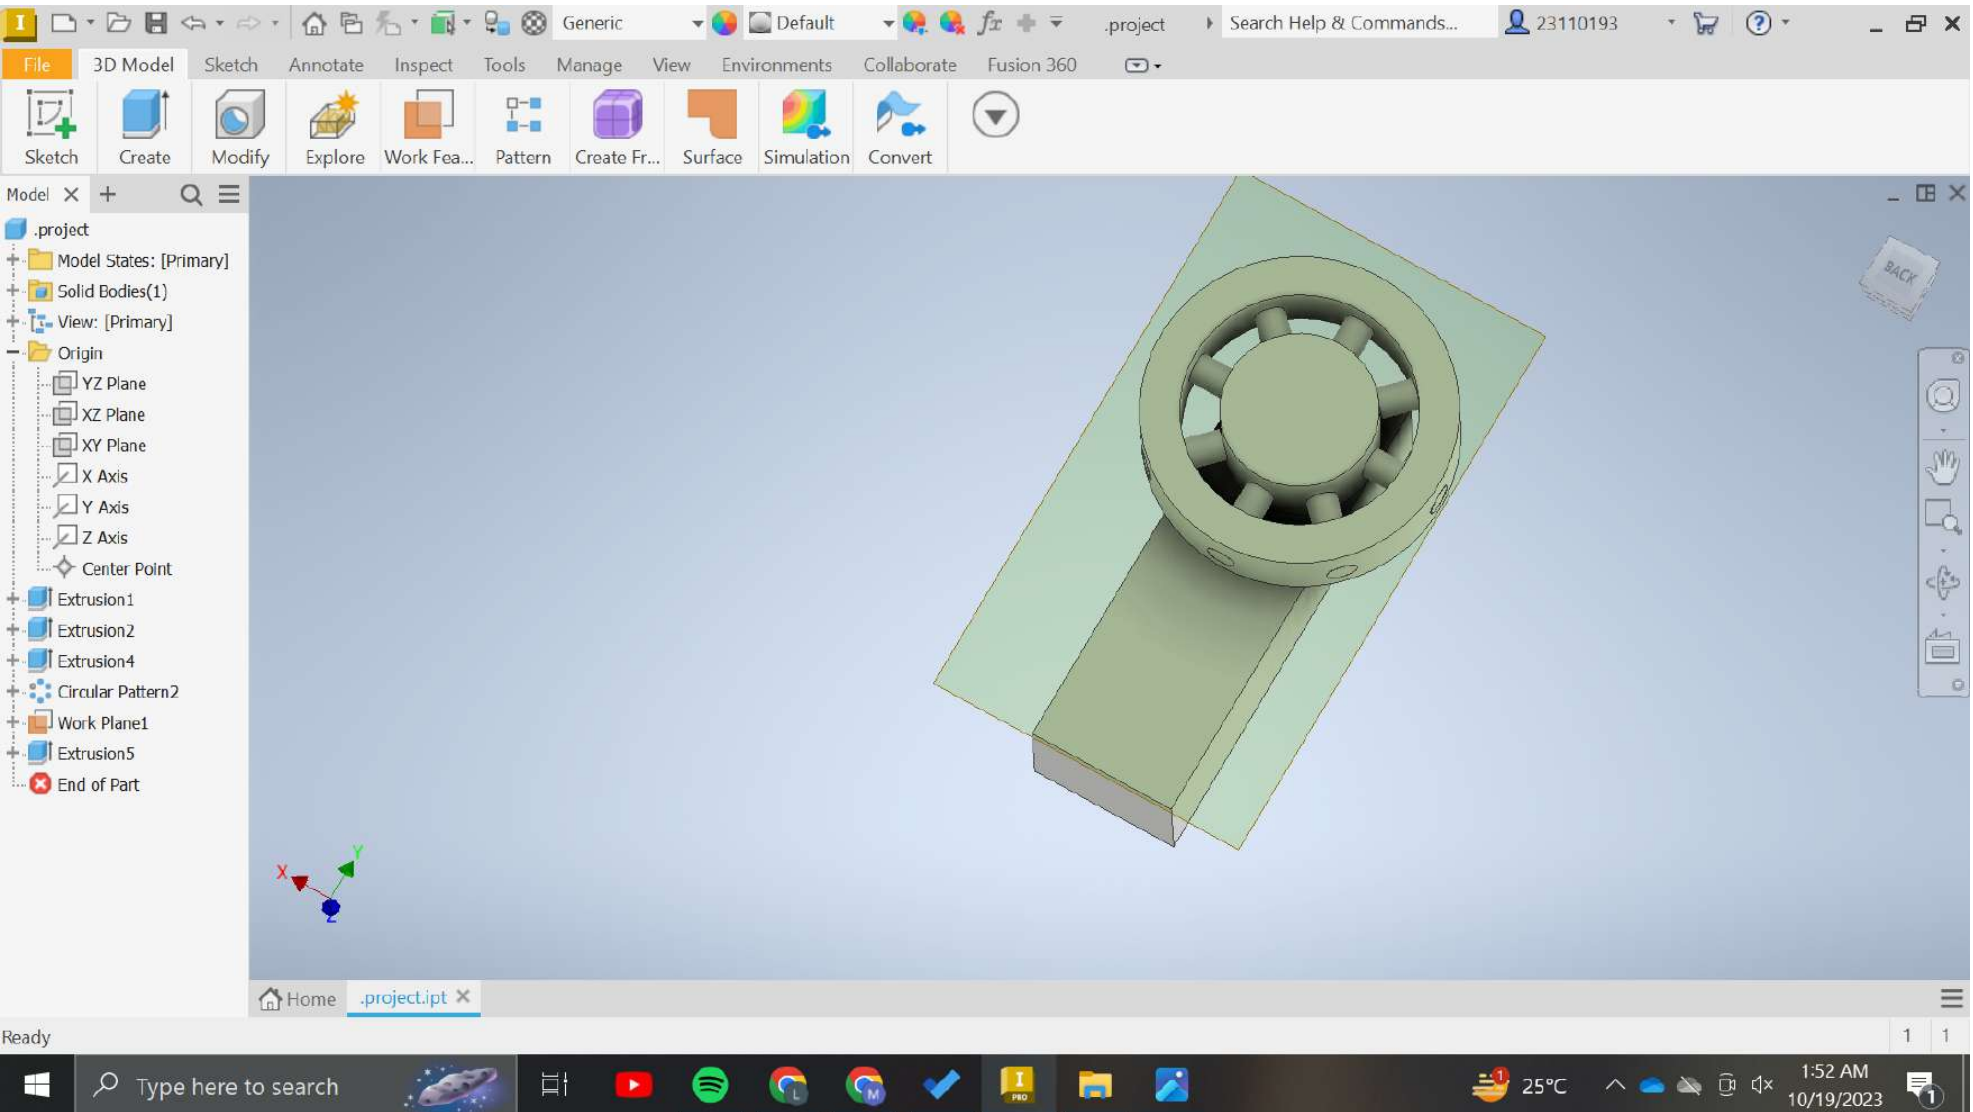 I Generic Default fx .project Search Help & Commands... 23110193 ?
File 3D Model Sketch Annotate Inspect Tools Manage View Environments Collaborate Fusion 360
Sketch Create Modify Explore Work Fea... Pattern Create Fr... Surface Simulation Convert
Model
.project
Model States: [Primary]
Solid Bodies(1)
View: [Primary]
Origin
YZ Plane
XZ Plane
XY Plane
X Axis
Y Axis
Z Axis
Center Point
Extrusion1
Extrusion2
Extrusion4
Circular Pattern2
Work Plane1
Extrusion5
End of Part
BACK
X Y
Z
Home .project.ipt
Ready 1 1
Type here to search L M I PRO 1 25°C 1:52 AM
10/19/2023 1